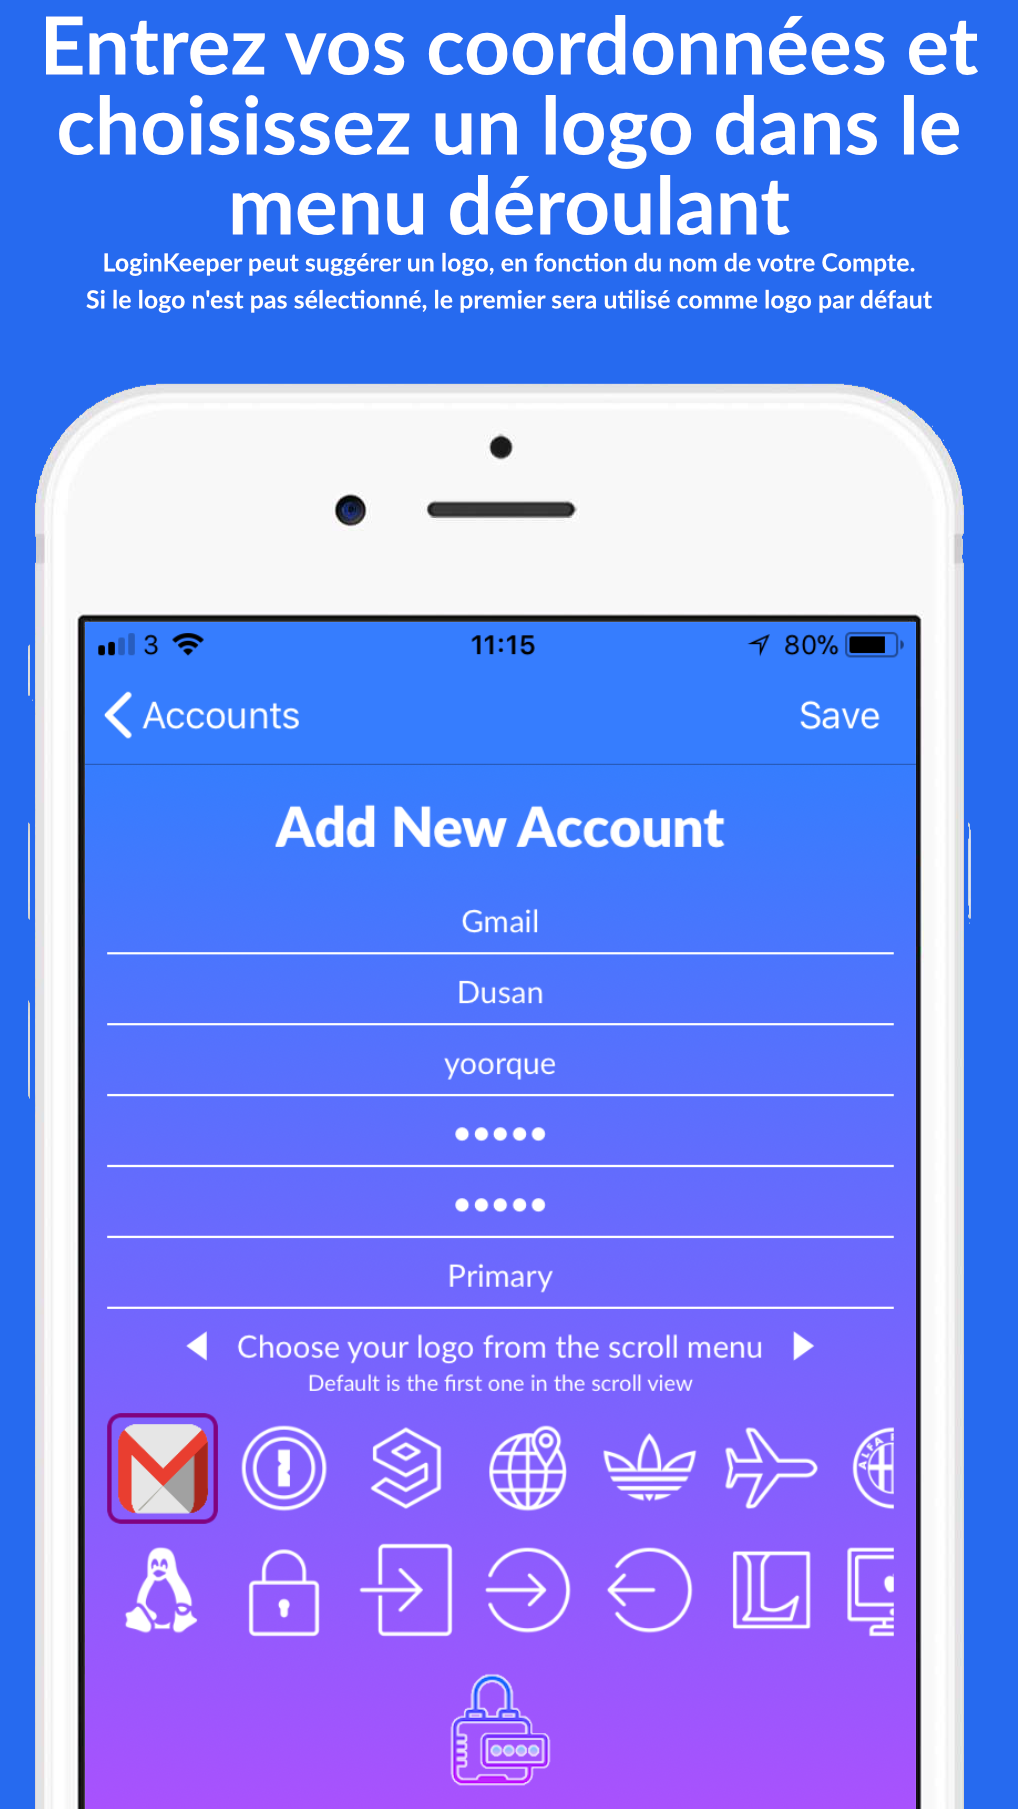 Entrez vos coordonnées et
choisissez un logo dans le
menu déroulant
LoginKeeper peut suggérer un logo, en fonction du nom de votre Compte.
Si le logo n'est pas sélectionné, le premier sera utilisé comme logo par défaut
3 11:15 80%
Accounts Save
Add New Account
Gmail
Dusan
yoorque
•••••
•••••
Primary
Choose your logo from the scroll menu
Default is the first one in the scroll view
ALFA
L